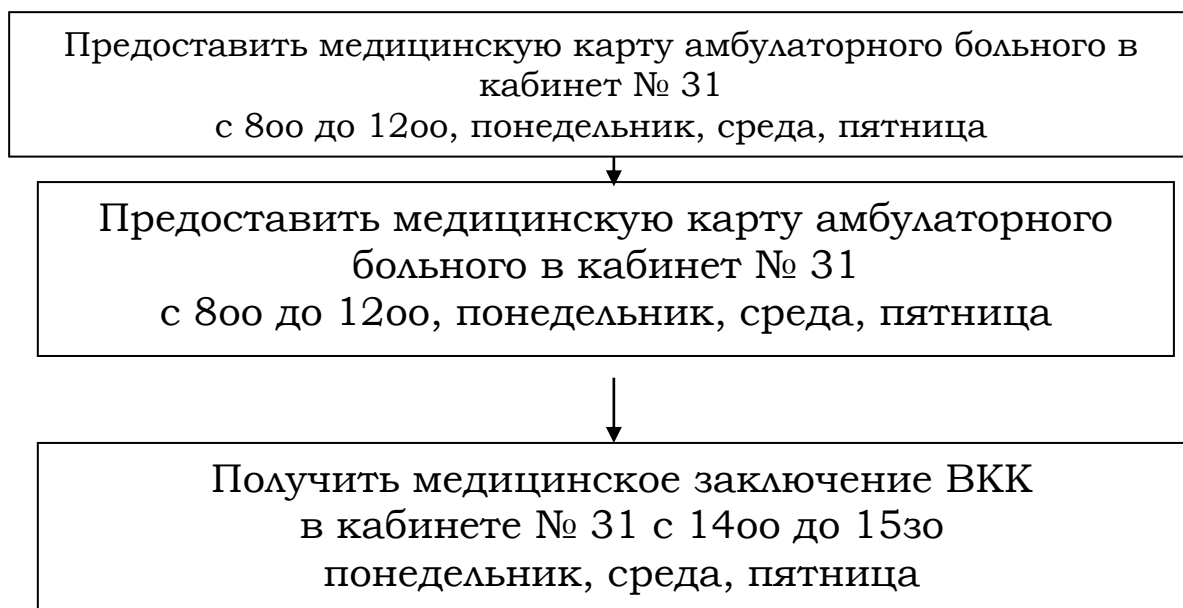 Предоставить медицинскую карту амбулаторного больного в
кабинет № 31
с 8оо до 12оо, понедельник, среда, пятница
Предоставить медицинскую карту амбулаторного
больного в кабинет № 31
с 8оо до 12оо, понедельник, среда, пятница
Получить медицинское заключение ВКК
в кабинете № 31 с 14оо до 15зо
понедельник, среда, пятница